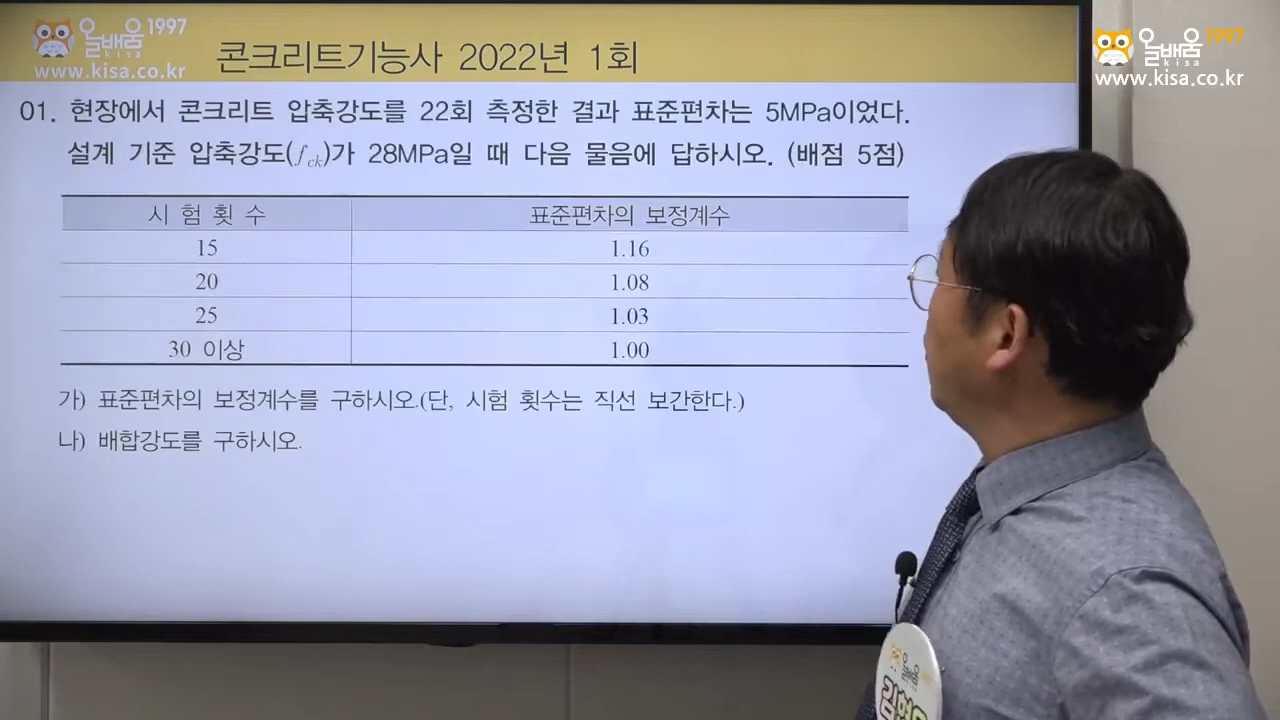 올배움 1997
kisa
www.kisa.co.kr
콘크리트기능사 2022년 1회
올배움 1997
kisa
www.kisa.co.kr
01. 현장에서 콘크리트 압축강도를 22회 측정한 결과 표준편차는 5MPa이었다.
설계 기준 압축강도(f_ck)가 28MPa일 때 다음 물음에 답하시오. (배점 5점)
시 험 횟 수 표준편차의 보정계수
15 1.16
20 1.08
25 1.03
30 이상 1.00
가) 표준편차의 보정계수를 구하시오.(단, 시험 횟수는 직선 보간한다.)
나) 배합강도를 구하시오.
올배움